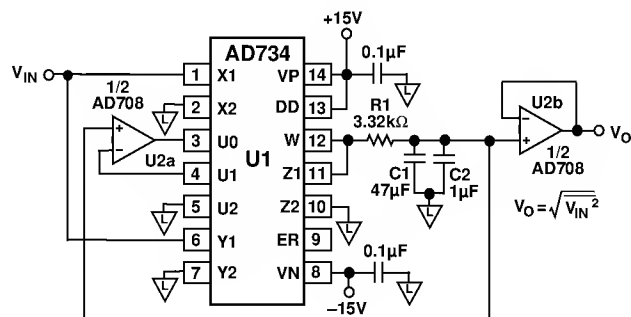 +15V
AD734
0.1μF
V_IN
1 X1 VP 14
L
1/2
AD708
U2b
2 X2 DD 13
R1
3.32kΩ
L
+
3 U0 W 12
−
+
V_O
U2a
U1
1/2
AD708
−
4 U1 Z1 11
C1
47μF
C2
1μF
5 U2 Z2 10
L
L
L
V_O = √V_IN²
6 Y1 ER 9
0.1μF
7 Y2 VN 8
L
L
−15V